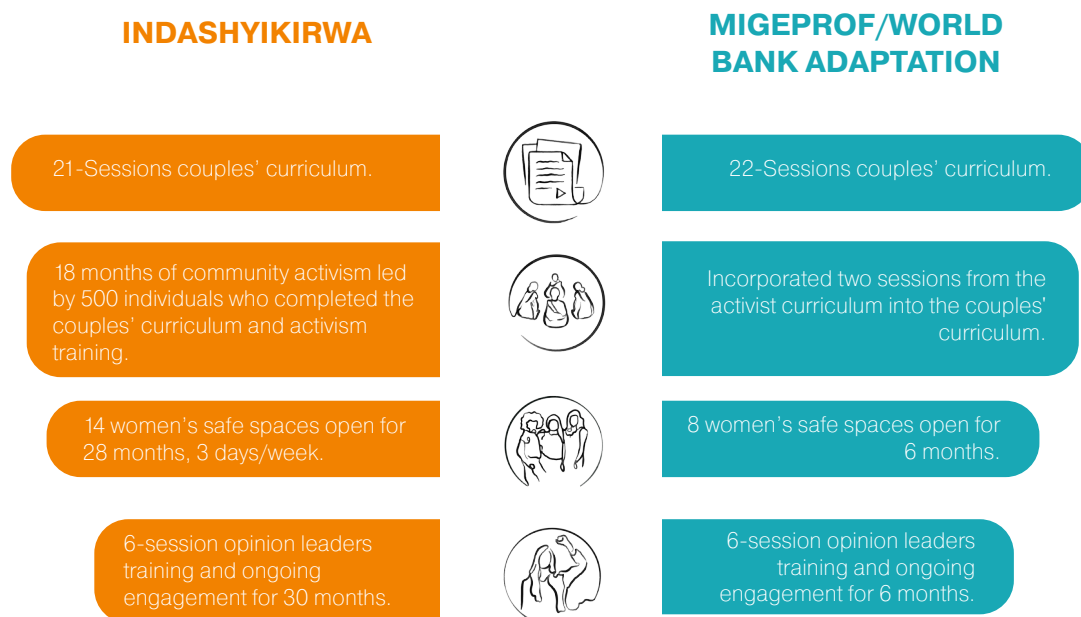 INDASHYIKIRWA
MIGEPROF/WORLD
BANK ADAPTATION
21-Sessions couples’ curriculum.
22-Sessions couples’ curriculum.
18 months of community activism led
by 500 individuals who completed the
couples’ curriculum and activism
training.
Incorporated two sessions from the
activist curriculum into the couples'
curriculum.
14 women’s safe spaces open for
28 months, 3 days/week.
8 women’s safe spaces open for
6 months.
6-session opinion leaders
training and ongoing
engagement for 30 months.
6-session opinion leaders
training and ongoing
engagement for 6 months.